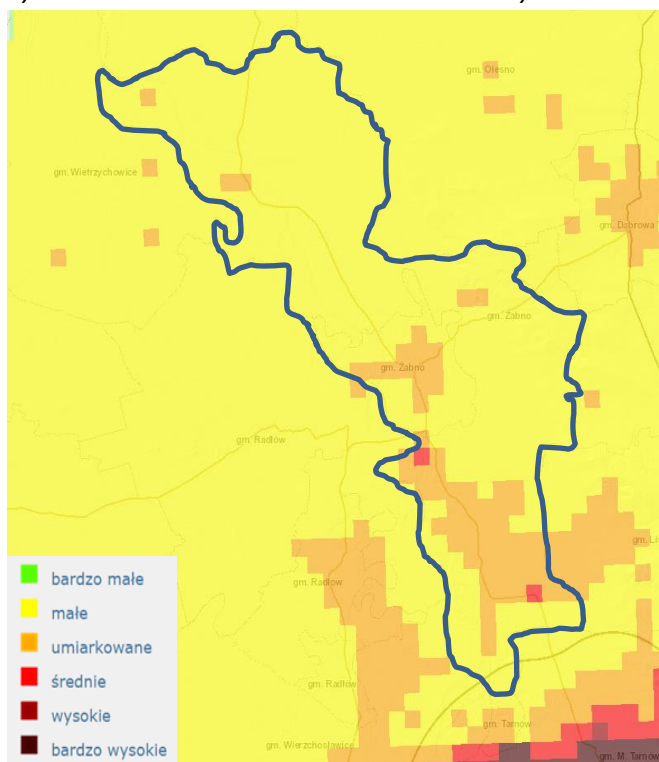 gm. Olesno
gm. Wietrzychowice
gm. Dąbrowa
gm. Żabno
gm. Żabno
gm. Radłów
gm. Radłów
gm. Radłów
gm. Tarnów
gm. Wierzchosławice
gm. M. Tarnów
bardzo małe
małe
umiarkowane
średnie
wysokie
bardzo wysokie